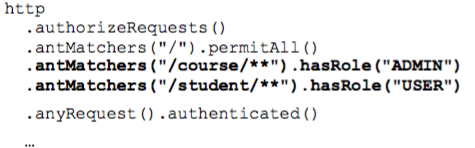 http
.authorizeRequests()
.antMatchers("/").permitAll()
.antMatchers("/course/**").hasRole("ADMIN")
.antMatchers("/student/**").hasRole("USER")
.anyRequest().authenticated()
…